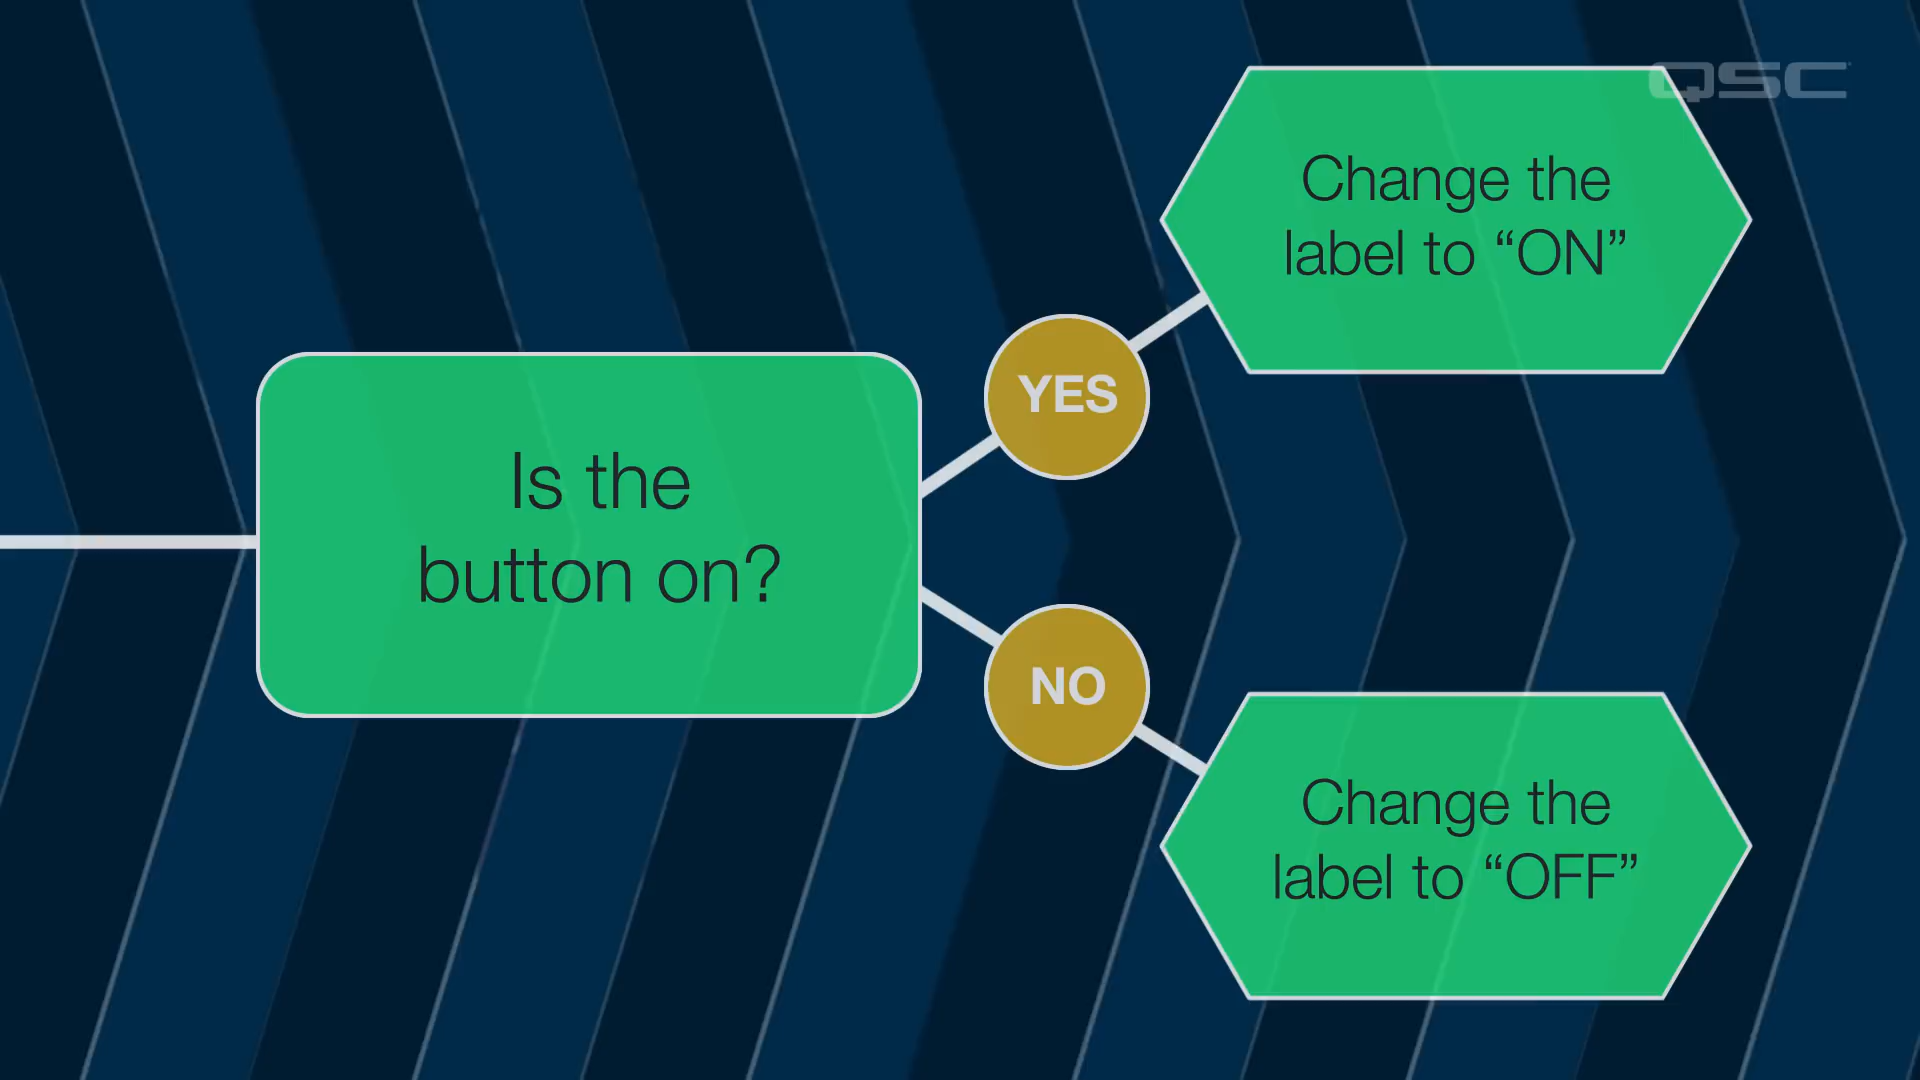 QSC
Change the
label to “ON”
YES
Is the
button on?
NO
Change the
label to “OFF”